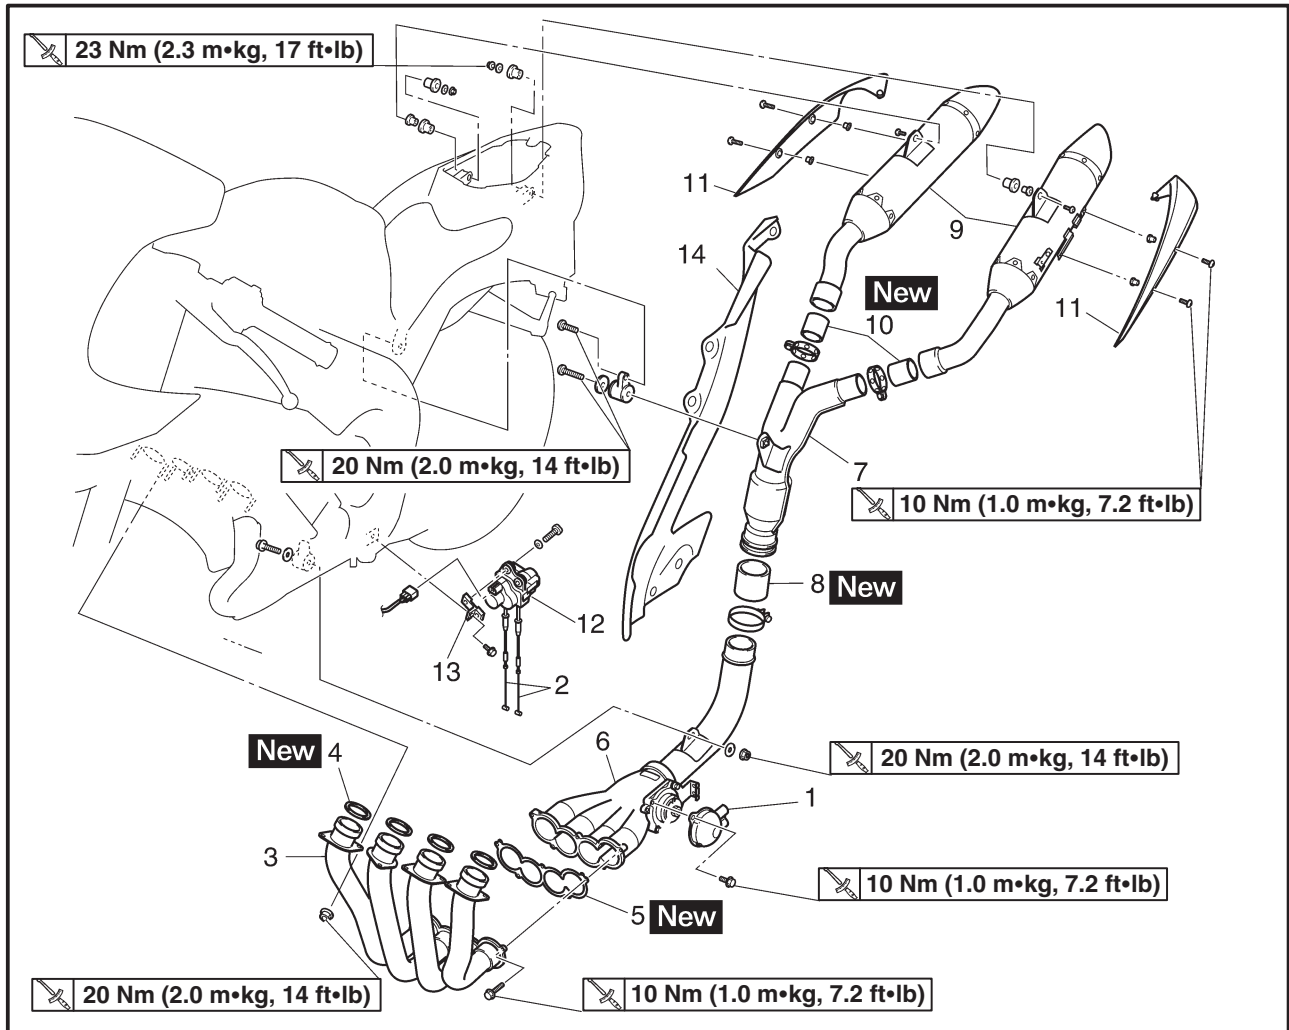 23 Nm (2.3 m•kg, 17 ft•lb)
11
9
14
New
10
11
20 Nm (2.0 m•kg, 14 ft•lb)
7
10 Nm (1.0 m•kg, 7.2 ft•lb)
8 New
12
13
2
New 4
6
20 Nm (2.0 m•kg, 14 ft•lb)
1
3
10 Nm (1.0 m•kg, 7.2 ft•lb)
5 New
20 Nm (2.0 m•kg, 14 ft•lb)
10 Nm (1.0 m•kg, 7.2 ft•lb)